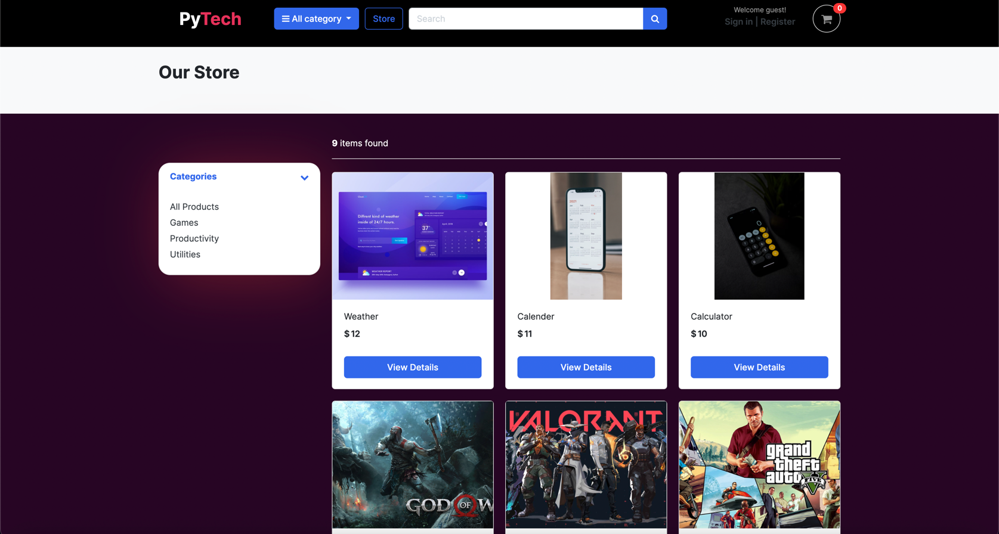 PyTech
All category
Store
Search
Welcome guest!
Sign in | Register
0
Our Store
9 items found
Categories
All Products
Games
Productivity
Utilities
Diffrent kind of weather
inside of 24/7 hours.
37°
April, 2018
WEATHER REPORT
2021
Weather
$ 12
View Details
Calender
$ 11
View Details
Calculator
$ 10
View Details
GOD OF W
VALORANT
grand
theft
auto
FIVE